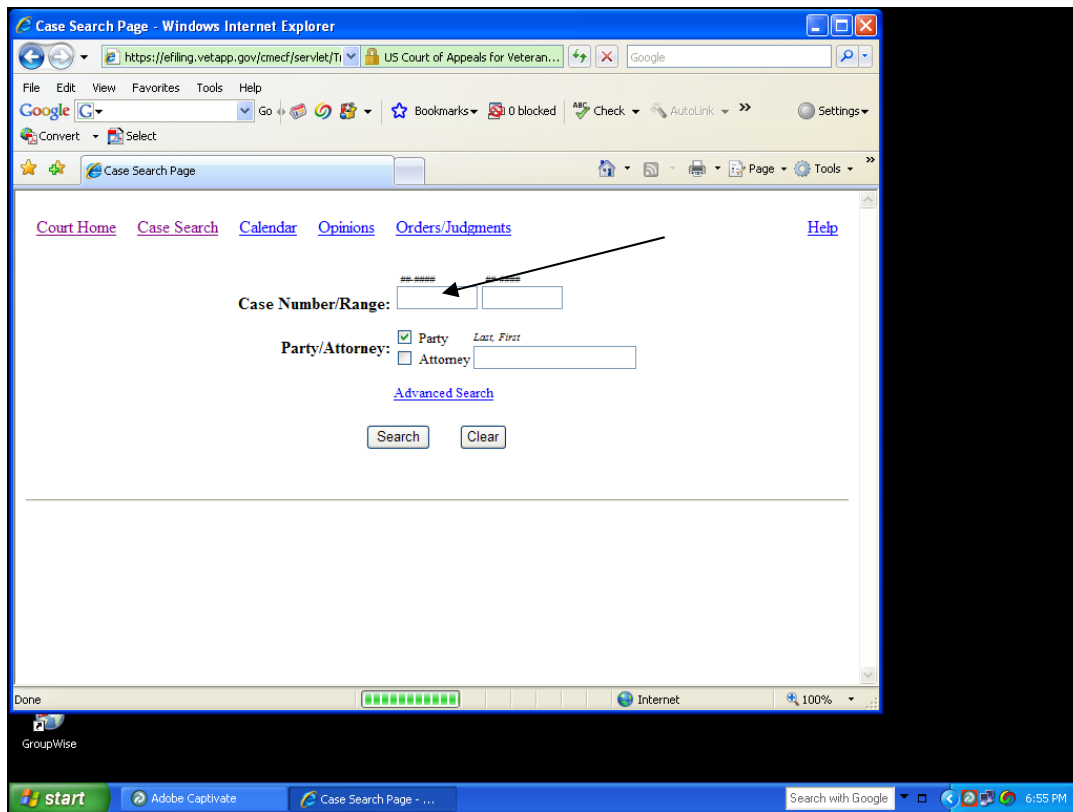 Case Search Page - Windows Internet Explorer
https://efiling.vetapp.gov/cmecf/servlet/Tr US Court of Appeals for Veteran... Google
File Edit View Favorites Tools Help
Google G Go Bookmarks 0 blocked ABC Check AutoLink >> Settings
Convert Select
Case Search Page Page Tools >>
Court Home Case Search Calendar Opinions Orders/Judgments Help
##-#### ##-####
Case Number/Range:
Party/Attorney: Party Last, First
Attorney
Advanced Search
Search Clear
Done Internet 100%
GroupWise
start Adobe Captivate Case Search Page - ... Search with Google 6:55 PM